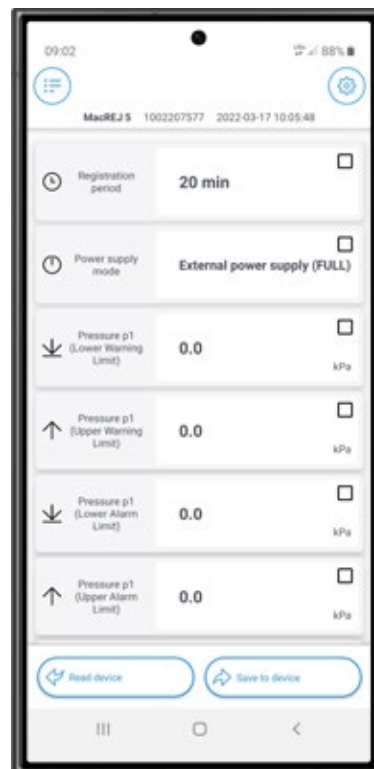 09:02 88%
MacREJ 5 1002207577 2022-03-17 10:05:48
Registration
period
20 min
Power supply
mode
External power supply (FULL)
Pressure p1
(Lower Warning
Limit)
0.0
kPa
Pressure p1
(Upper Warning
Limit)
0.0
kPa
Pressure p1
(Lower Alarm
Limit)
0.0
kPa
Pressure p1
(Upper Alarm
Limit)
0.0
kPa
Read device
Save to device